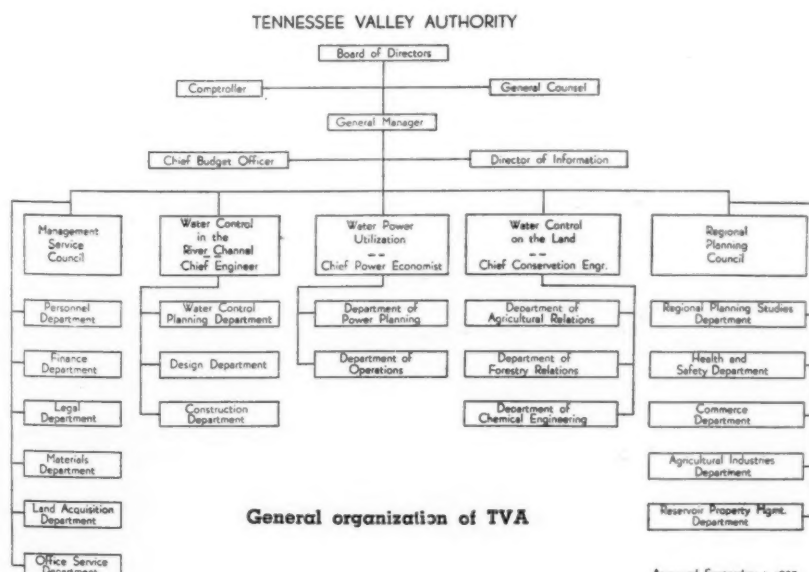 TENNESSEE VALLEY AUTHORITY
Board of Directors
Comptroller
General Counsel
General Manager
Chief Budget Officer
Director of Information
Management
Service
Council
Water Control
in the
River Channel
--
Chief Engineer
Water Power
Utilization
--
Chief Power Economist
Water Control
on the Land
--
Chief Conservation Engr.
Regional
Planning
Council
Personnel
Department
Finance
Department
Legal
Department
Materials
Department
Land Acquisition
Department
Office Service
Department
Water Control
Planning Department
Design Department
Construction
Department
Department of
Power Planning
Department of
Operations
Department of
Agricultural Relations
Department of
Forestry Relations
Department of
Chemical Engineering
Regional Planning Studies
Department
Health and
Safety Department
Commerce
Department
Agricultural Industries
Department
Reservoir Property Mgmt.
Department
General organization of TVA